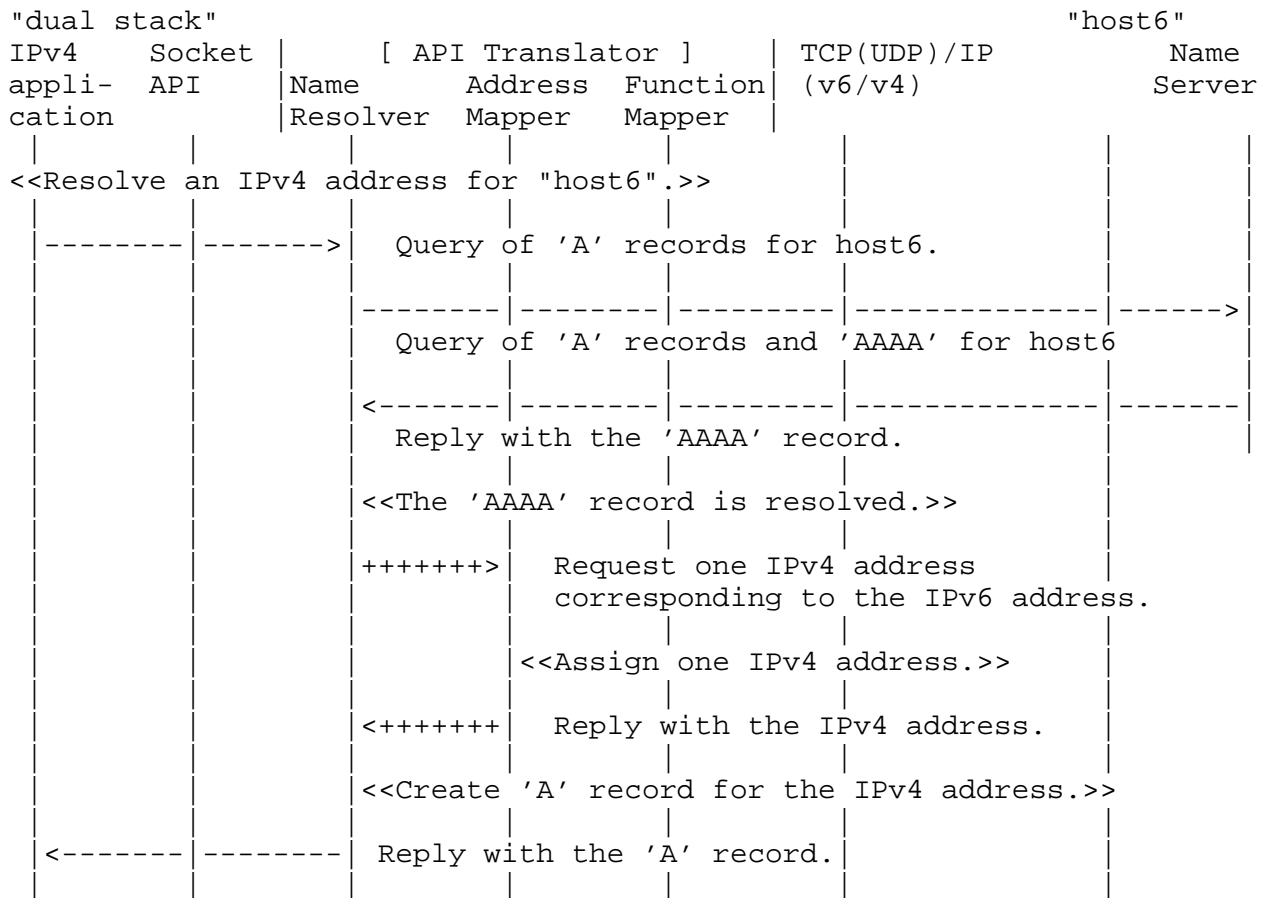 "dual stack" "host6"
IPv4 Socket | [ API Translator ] | TCP(UDP)/IP Name
appli- API |Name Address Function| (v6/v4) Server
cation |Resolver Mapper Mapper |
<<Resolve an IPv4 address for "host6".>>
Query of 'A' records for host6.
Query of 'A' records and 'AAAA' for host6
Reply with the 'AAAA' record.
<<The 'AAAA' record is resolved.>>
+++++++>| Request one IPv4 address
corresponding to the IPv6 address.
<<Assign one IPv4 address.>>
<+++++++| Reply with the IPv4 address.
<<Create 'A' record for the IPv4 address.>>
Reply with the 'A' record.